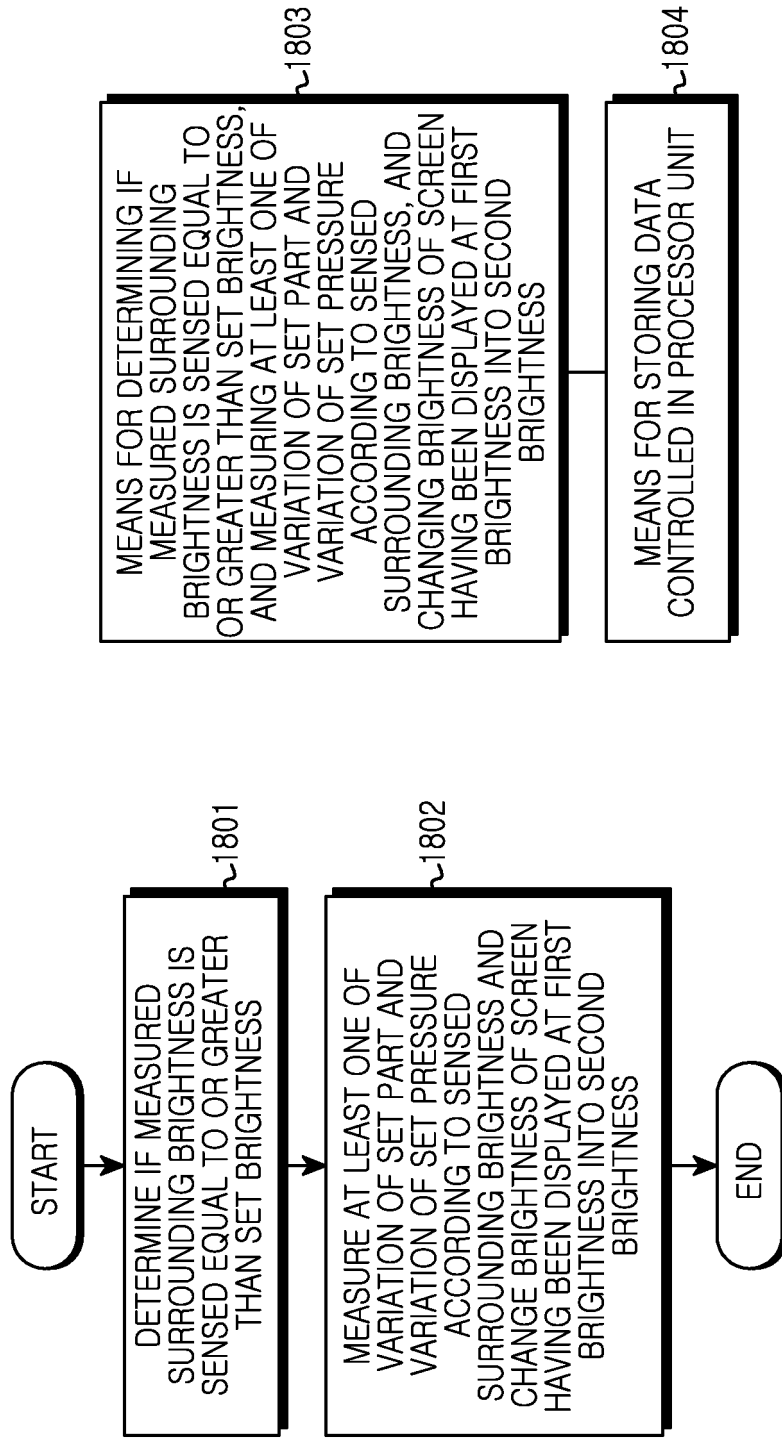 START
DETERMINE IF MEASURED
SURROUNDING BRIGHTNESS IS
SENSED EQUAL TO OR GREATER
THAN SET BRIGHTNESS
1801
MEASURE AT LEAST ONE OF
VARIATION OF SET PART AND
VARIATION OF SET PRESSURE
ACCORDING TO SENSED
SURROUNDING BRIGHTNESS AND
CHANGE BRIGHTNESS OF SCREEN
HAVING BEEN DISPLAYED AT FIRST
BRIGHTNESS INTO SECOND
BRIGHTNESS
1802
END
MEANS FOR DETERMINING IF
MEASURED SURROUNDING
BRIGHTNESS IS SENSED EQUAL TO
OR GREATER THAN SET BRIGHTNESS,
AND MEASURING AT LEAST ONE OF
VARIATION OF SET PART AND
VARIATION OF SET PRESSURE
ACCORDING TO SENSED
SURROUNDING BRIGHTNESS, AND
CHANGING BRIGHTNESS OF SCREEN
HAVING BEEN DISPLAYED AT FIRST
BRIGHTNESS INTO SECOND
BRIGHTNESS
1803
MEANS FOR STORING DATA
CONTROLLED IN PROCESSOR UNIT
1804